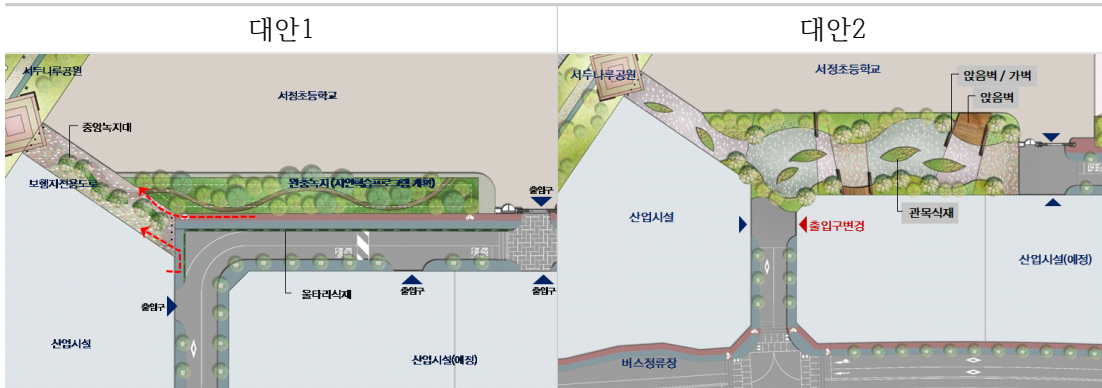 대안1
대안2
서두나루공원
서정초등학교
중앙녹지대
보행자전용도로
완충녹지 (자연학습프로그램 계획)
출입구
울타리식재
출입구
출입구
출입구
산업시설
산업시설(예정)
서두나루공원
서정초등학교
앉음벽 / 가벽
앉음벽
관목식재
산업시설
출입구변경
산업시설(예정)
버스정류장